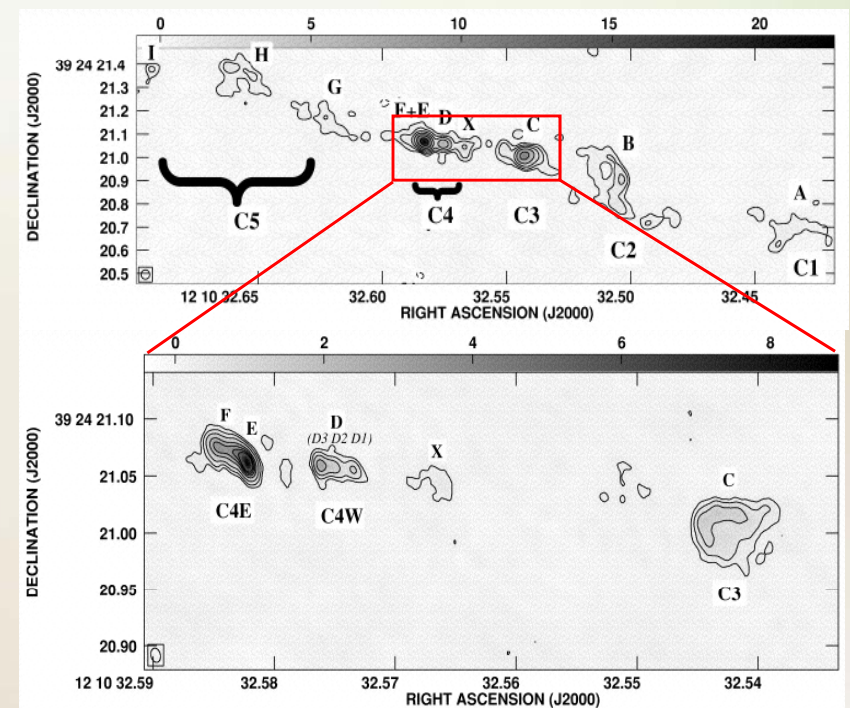 0 5 10 15 20
DECLINATION (J2000)
39 24 21.4
21.3
21.2
21.1
21.0
20.9
20.8
20.7
20.6
20.5
I H G F+E D X C B A
C5 C4 C3 C2 C1
12 10 32.65 32.60 32.55 32.50 32.45
RIGHT ASCENSION (J2000)
0 2 4 6 8
DECLINATION (J2000)
39 24 21.10
21.05
21.00
20.95
20.90
F E D X C
(D3 D2 D1)
C4E C4W C3
12 10 32.59 32.58 32.57 32.56 32.55 32.54
RIGHT ASCENSION (J2000)